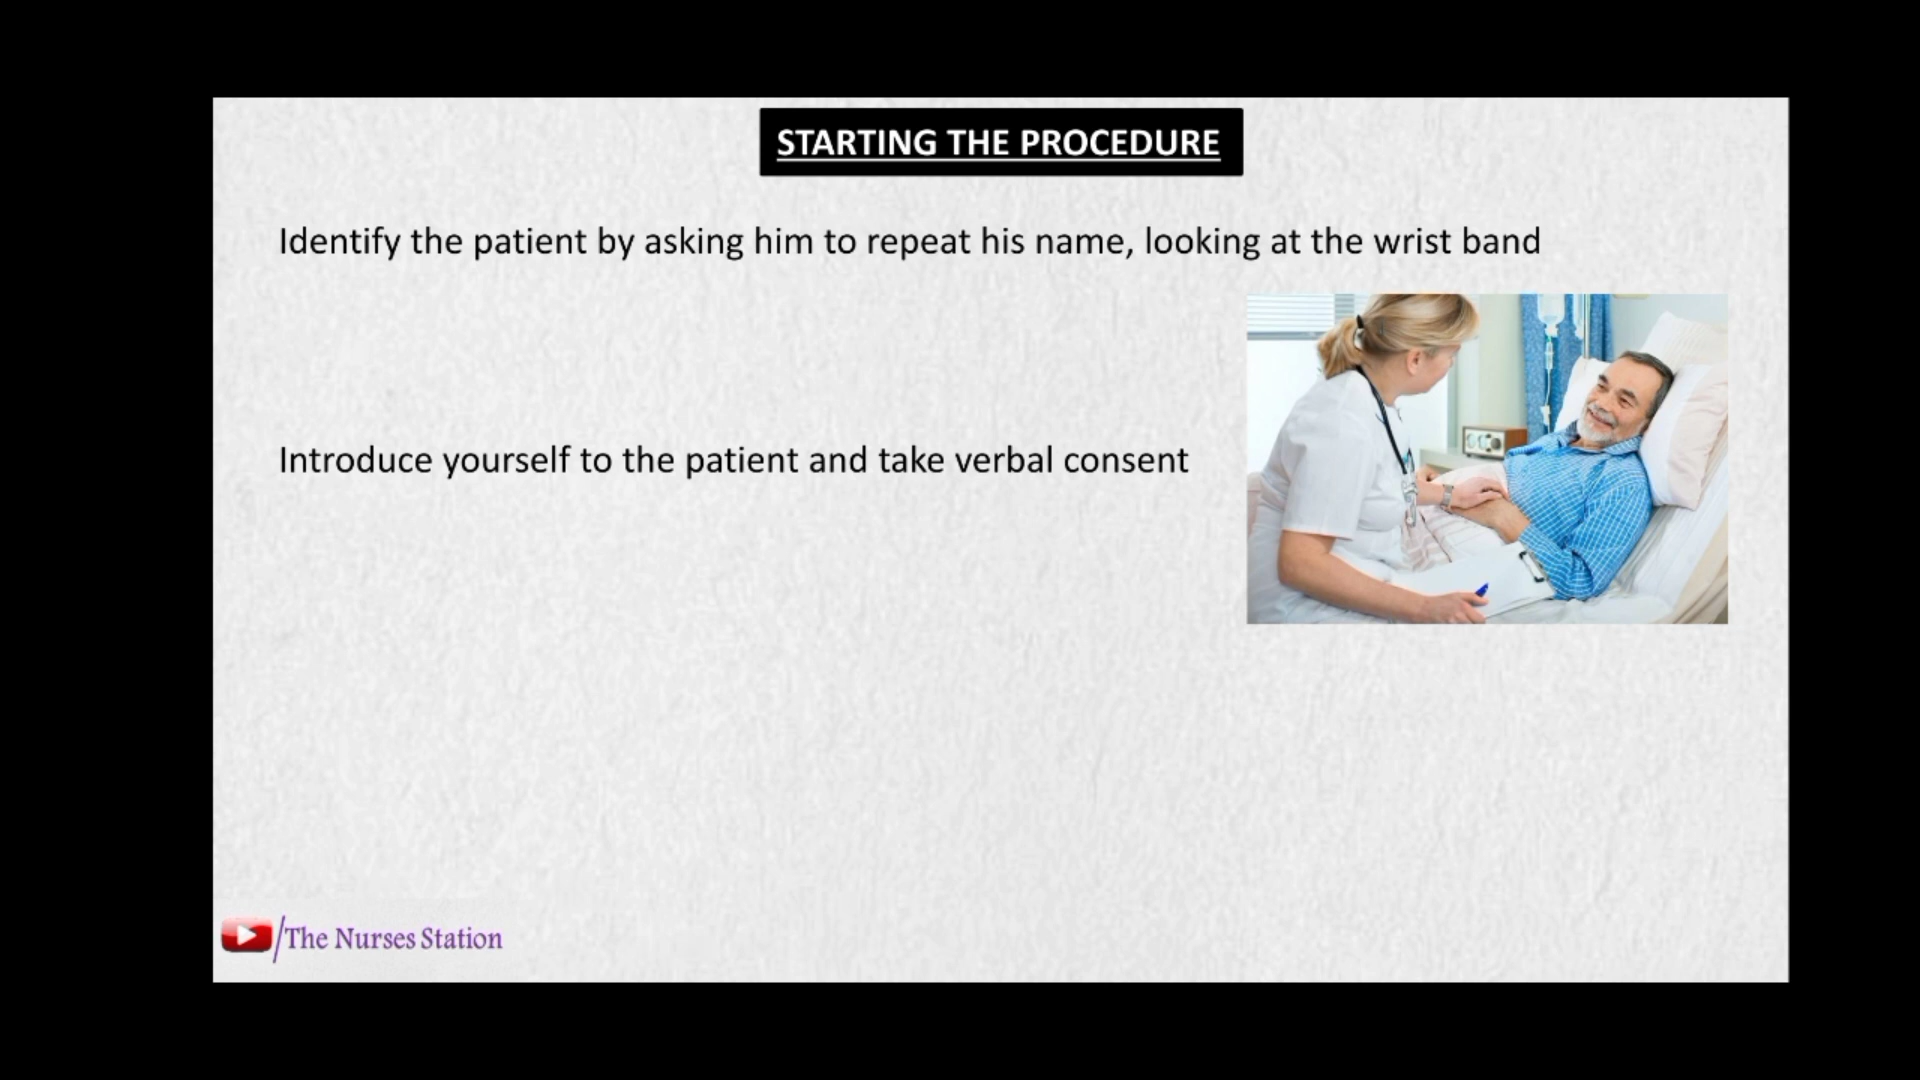 STARTING THE PROCEDURE
Identify the patient by asking him to repeat his name, looking at the wrist band
Introduce yourself to the patient and take verbal consent
/The Nurses Station